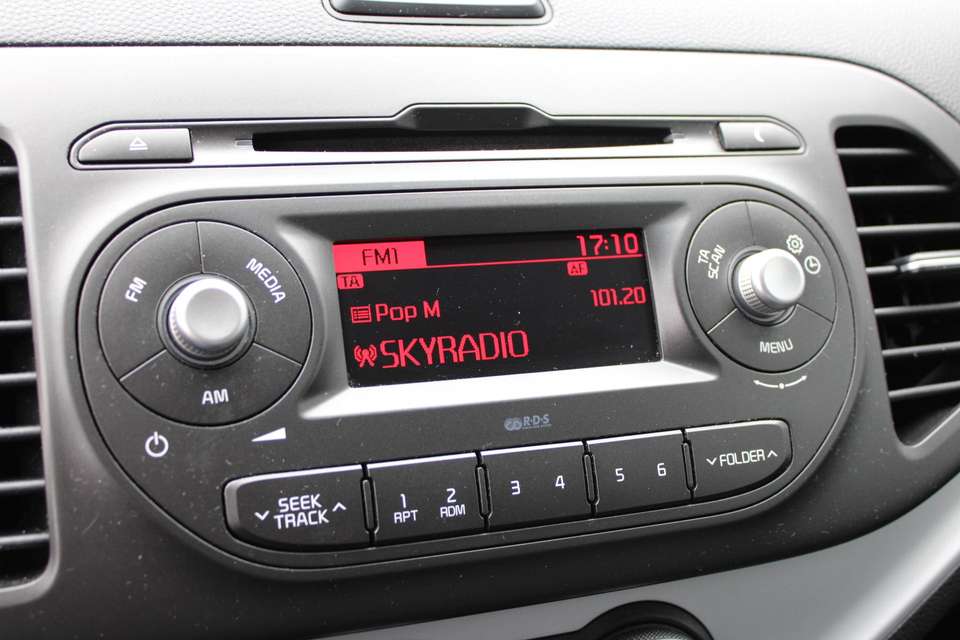 FM1 17:10
TA AF
Pop M 101.20
SKYRADIO
FM
MEDIA
AM
TA
SCAN
MENU
R·D·S
SEEK
TRACK
1 2
RPT RDM
3 4
5 6
FOLDER